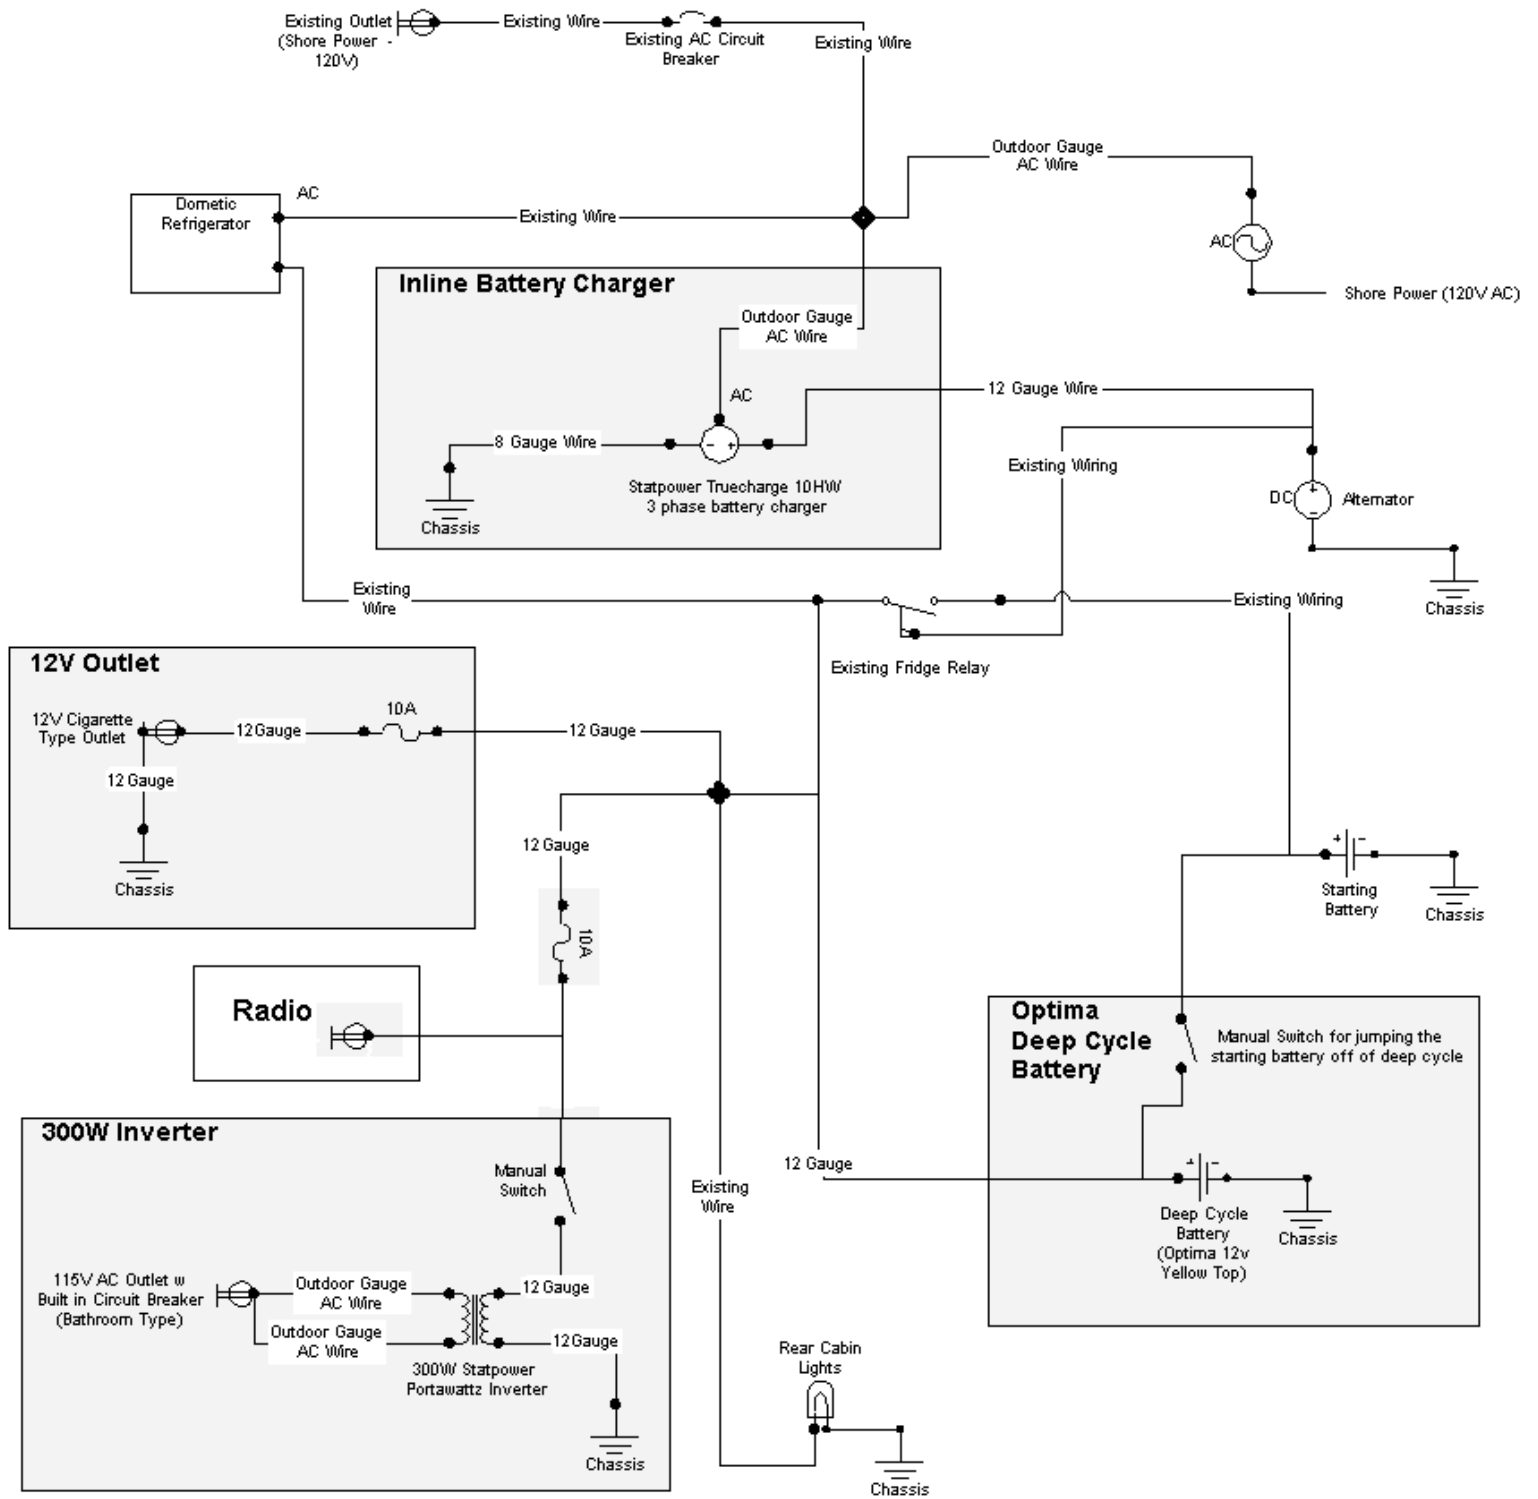 Existing Outlet
(Shore Power -
120V)
Existing Wire
Existing AC Circuit
Breaker
Existing Wire
Outdoor Gauge
AC Wire
Dometic
Refrigerator
AC
Existing Wire
AC
Shore Power (120V AC)
Inline Battery Charger
Outdoor Gauge
AC Wire
AC
12 Gauge Wire
8 Gauge Wire
- +
Existing Wiring
Statpower Truecharge 10HW
3 phase battery charger
Chassis
DC
+
-
Alternator
Chassis
Existing
Wire
Existing Wiring
Existing Fridge Relay
12V Outlet
12V Cigarette
Type Outlet
12Gauge
10A
12Gauge
12 Gauge
Chassis
12 Gauge
10A
+ -
Starting
Battery
Chassis
Radio
Optima
Deep Cycle
Battery
Manual Switch for jumping the
starting battery off of deep cycle
300W Inverter
Manual
Switch
12 Gauge
Existing
Wire
+ -
Deep Cycle
Battery
(Optima 12v
Yellow Top)
Chassis
115V AC Outlet w
Built in Circuit Breaker
(Bathroom Type)
Outdoor Gauge
AC Wire
12 Gauge
Outdoor Gauge
AC Wire
12Gauge
300W Statpower
Portawattz Inverter
Chassis
Rear Cabin
Lights
Chassis